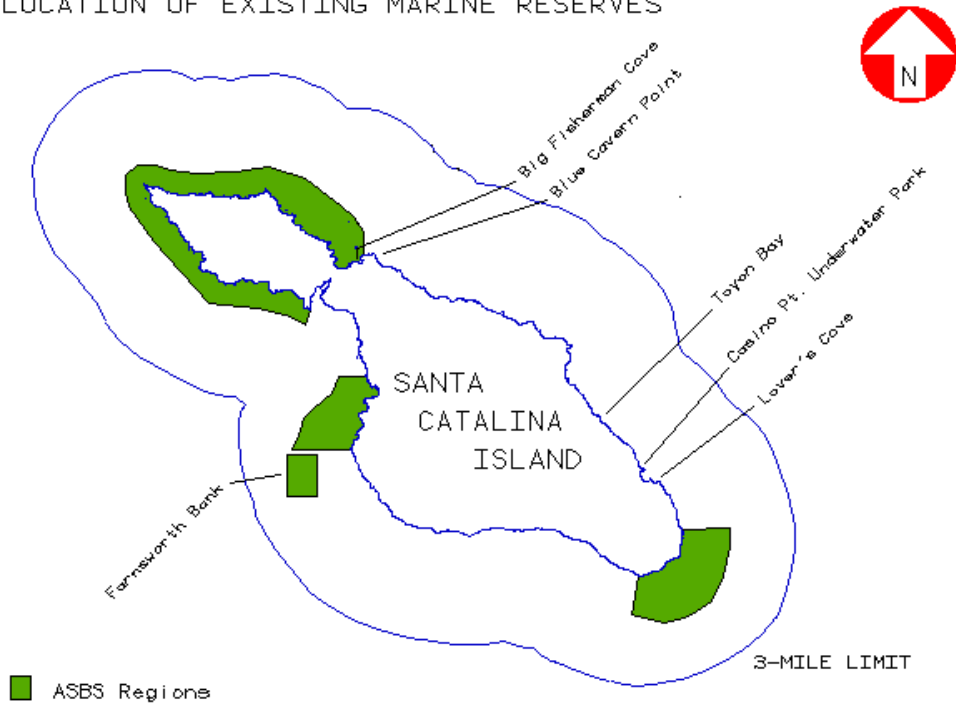 LOCATION OF EXISTING MARINE RESERVES
N
Big Fisherman Cove
Blue Cavern Point
Toyon Bay
Casino Pt. Underwater Park
Lover's Cove
SANTA
CATALINA
ISLAND
Farnsworth Bank
3-MILE LIMIT
ASBS Regions